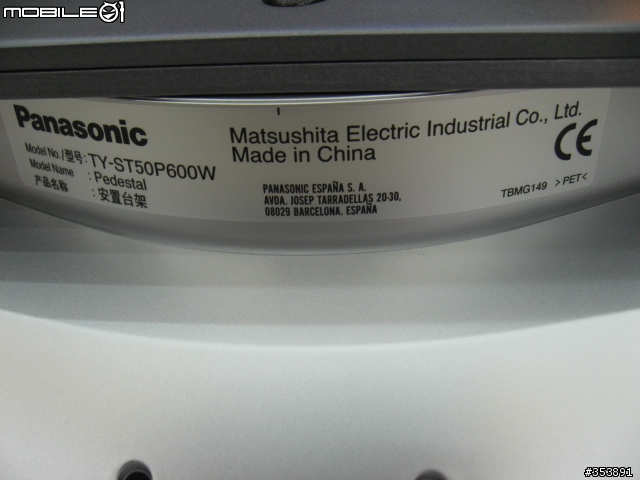 MOBILE01
Panasonic
Model No./型号: TY-ST50P600W
Model Name : Pedestal
产品名称 : 安置台架
Matsushita Electric Industrial Co., Ltd.
Made in China
PANASONIC ESPAÑA S. A.
AVDA. JOSEP TARRADELLAS 20-30,
08029 BARCELONA. ESPAÑA
CE
TBMG149 >PET<
#353391